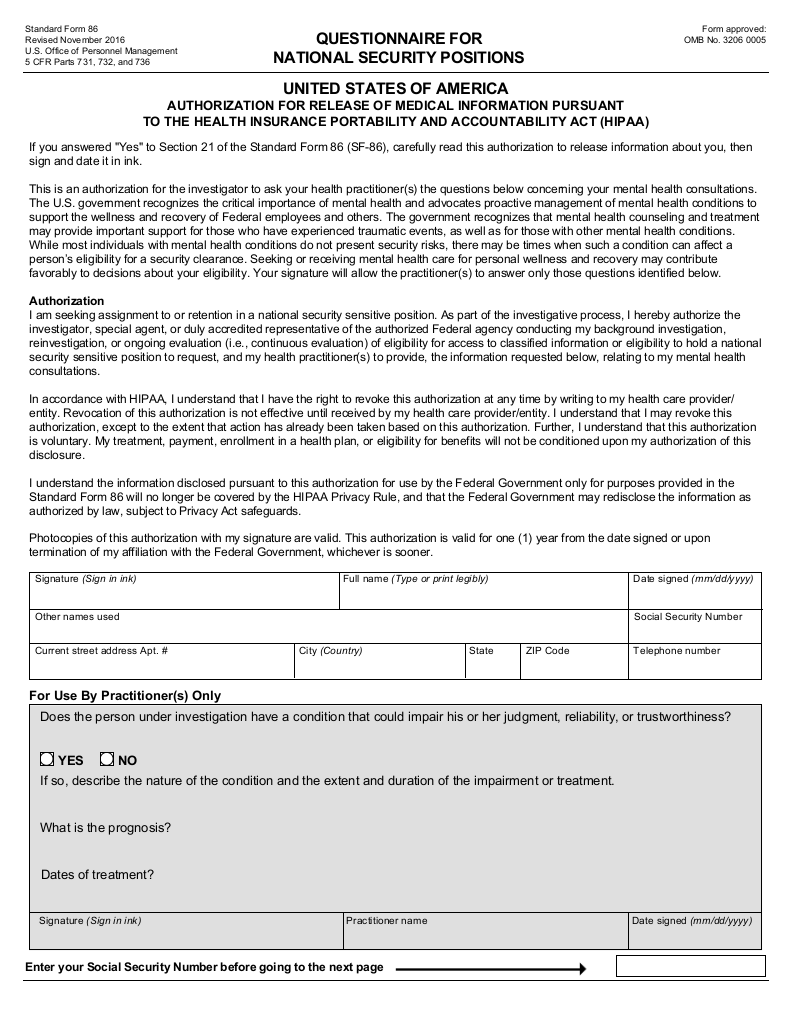 Standard Form 86
Revised November 2016
U.S. Office of Personnel Management
5 CFR Parts 731, 732, and 736
QUESTIONNAIRE FOR
NATIONAL SECURITY POSITIONS
Form approved:
OMB No. 3206 0005
UNITED STATES OF AMERICA
AUTHORIZATION FOR RELEASE OF MEDICAL INFORMATION PURSUANT
TO THE HEALTH INSURANCE PORTABILITY AND ACCOUNTABILITY ACT (HIPAA)
If you answered "Yes" to Section 21 of the Standard Form 86 (SF-86), carefully read this authorization to release information about you, then
sign and date it in ink.
This is an authorization for the investigator to ask your health practitioner(s) the questions below concerning your mental health consultations.
The U.S. government recognizes the critical importance of mental health and advocates proactive management of mental health conditions to
support the wellness and recovery of Federal employees and others. The government recognizes that mental health counseling and treatment
may provide important support for those who have experienced traumatic events, as well as for those with other mental health conditions.
While most individuals with mental health conditions do not present security risks, there may be times when such a condition can affect a
person's eligibility for a security clearance. Seeking or receiving mental health care for personal wellness and recovery may contribute
favorably to decisions about your eligibility. Your signature will allow the practitioner(s) to answer only those questions identified below.
Authorization
I am seeking assignment to or retention in a national security sensitive position. As part of the investigative process, I hereby authorize the
investigator, special agent, or duly accredited representative of the authorized Federal agency conducting my background investigation,
reinvestigation, or ongoing evaluation (i.e., continuous evaluation) of eligibility for access to classified information or eligibility to hold a national
security sensitive position to request, and my health practitioner(s) to provide, the information requested below, relating to my mental health
consultations.
In accordance with HIPAA, I understand that I have the right to revoke this authorization at any time by writing to my health care provider/
entity. Revocation of this authorization is not effective until received by my health care provider/entity. I understand that I may revoke this
authorization, except to the extent that action has already been taken based on this authorization. Further, I understand that this authorization
is voluntary. My treatment, payment, enrollment in a health plan, or eligibility for benefits will not be conditioned upon my authorization of this
disclosure.
I understand the information disclosed pursuant to this authorization for use by the Federal Government only for purposes provided in the
Standard Form 86 will no longer be covered by the HIPAA Privacy Rule, and that the Federal Government may redisclose the information as
authorized by law, subject to Privacy Act safeguards.
Photocopies of this authorization with my signature are valid. This authorization is valid for one (1) year from the date signed or upon
termination of my affiliation with the Federal Government, whichever is sooner.
Signature (Sign in ink)
Full name (Type or print legibly)
Date signed (mm/dd/yyyy)
Other names used
Social Security Number
Current street address Apt. #
City (Country)
State
ZIP Code
Telephone number
For Use By Practitioner(s) Only
Does the person under investigation have a condition that could impair his or her judgment, reliability, or trustworthiness?
YES NO
If so, describe the nature of the condition and the extent and duration of the impairment or treatment.
What is the prognosis?
Dates of treatment?
Signature (Sign in ink)
Practitioner name
Date signed (mm/dd/yyyy)
Enter your Social Security Number before going to the next page